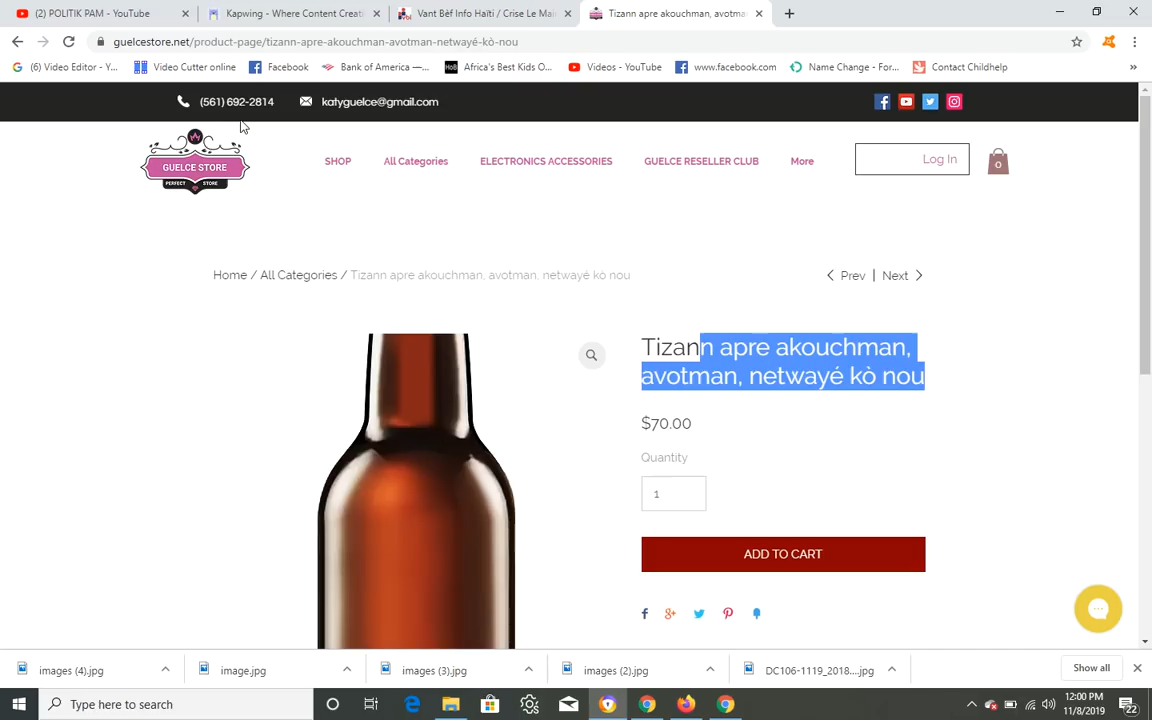 (2) POLITIK PAM - YouTube
Kapwing - Where Content Creati
Vant Bèf Info Haïti / Crise Le Mai
Tizann apre akouchman, avotma
guelcestore.net/product-page/tizann-apre-akouchman-avotman-netwayé-kò-nou
(G) Video Editor - Y...
Video Cutter online
Facebook
Bank of America —...
HoB
Africa's Best Kids O...
Videos - YouTube
www.facebook.com
Name Change - For...
Contact Childhelp
(561) 692-2814
katyguelce@gmail.com
GUELCE STORE
PERFECT STORE
SHOP
All Categories
ELECTRONICS ACCESSORIES
GUELCE RESELLER CLUB
More
Log In
0
Home / All Categories / Tizann apre akouchman, avotman, netwayé kò nou
Prev | Next
Tizann apre akouchman,
avotman, netwayé kò nou
$70.00
Quantity
1
ADD TO CART
images (4).jpg
image.jpg
images (3).jpg
images (2).jpg
DC106-1119_2018....jpg
Show all
Type here to search
12:00 PM
11/8/2019
22